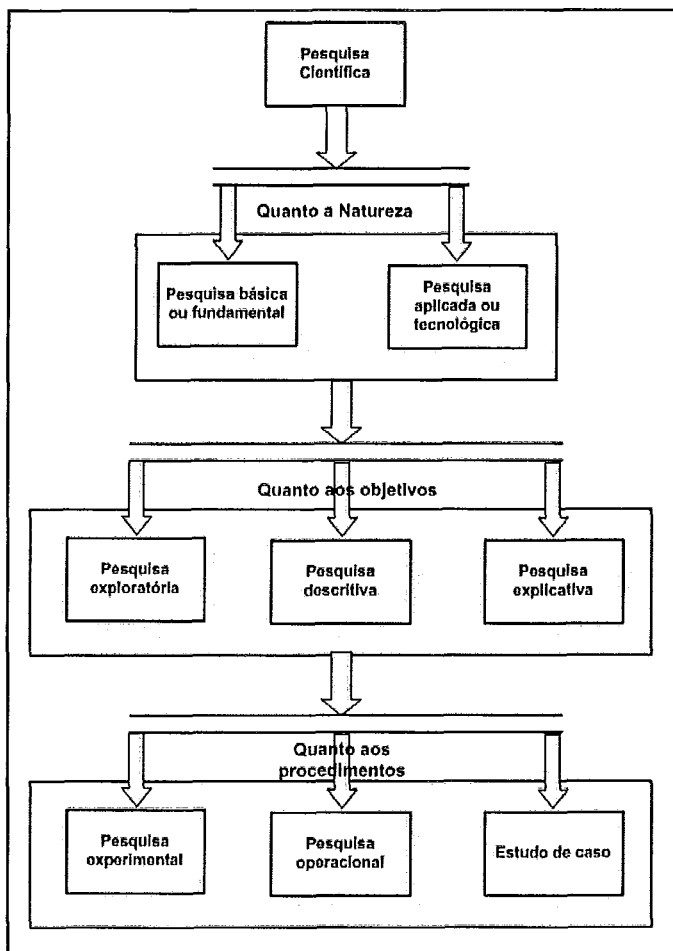 Pesquisa
Científica
Quanto a Natureza
Pesquisa básica
ou fundamental
Pesquisa
aplicada ou
tecnológica
Quanto aos objetivos
Pesquisa
exploratória
Pesquisa
descritiva
Pesquisa
explicativa
Quanto aos
procedimentos
Pesquisa
experimental
Pesquisa
operacional
Estudo de caso